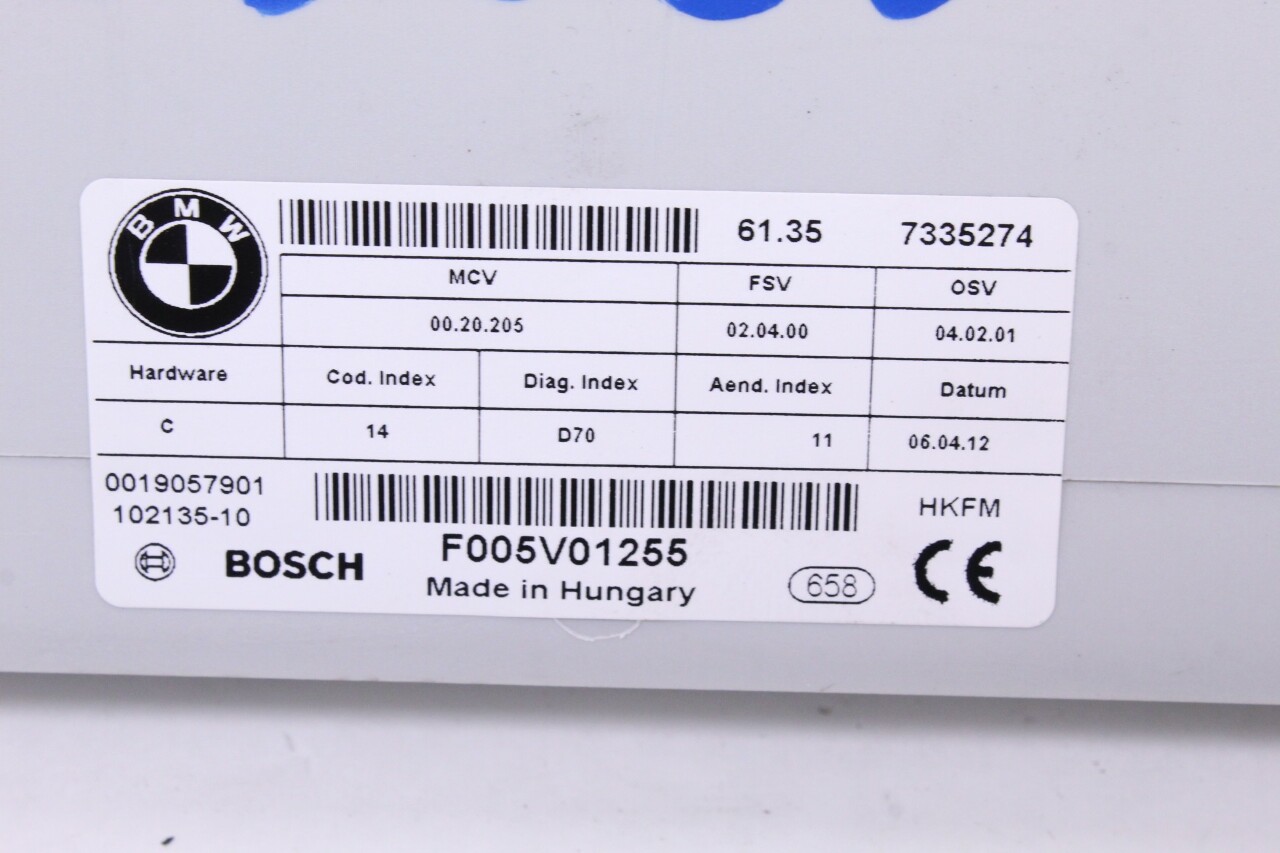 BMW
61.35 7335274
MCV FSV OSV
00.20.205 02.04.00 04.02.01
Hardware Cod. Index Diag. Index Aend. Index Datum
C 14 D70 11 06.04.12
0019057901
102135-10
HKFM
BOSCH
F005V01255
Made in Hungary
658
CE